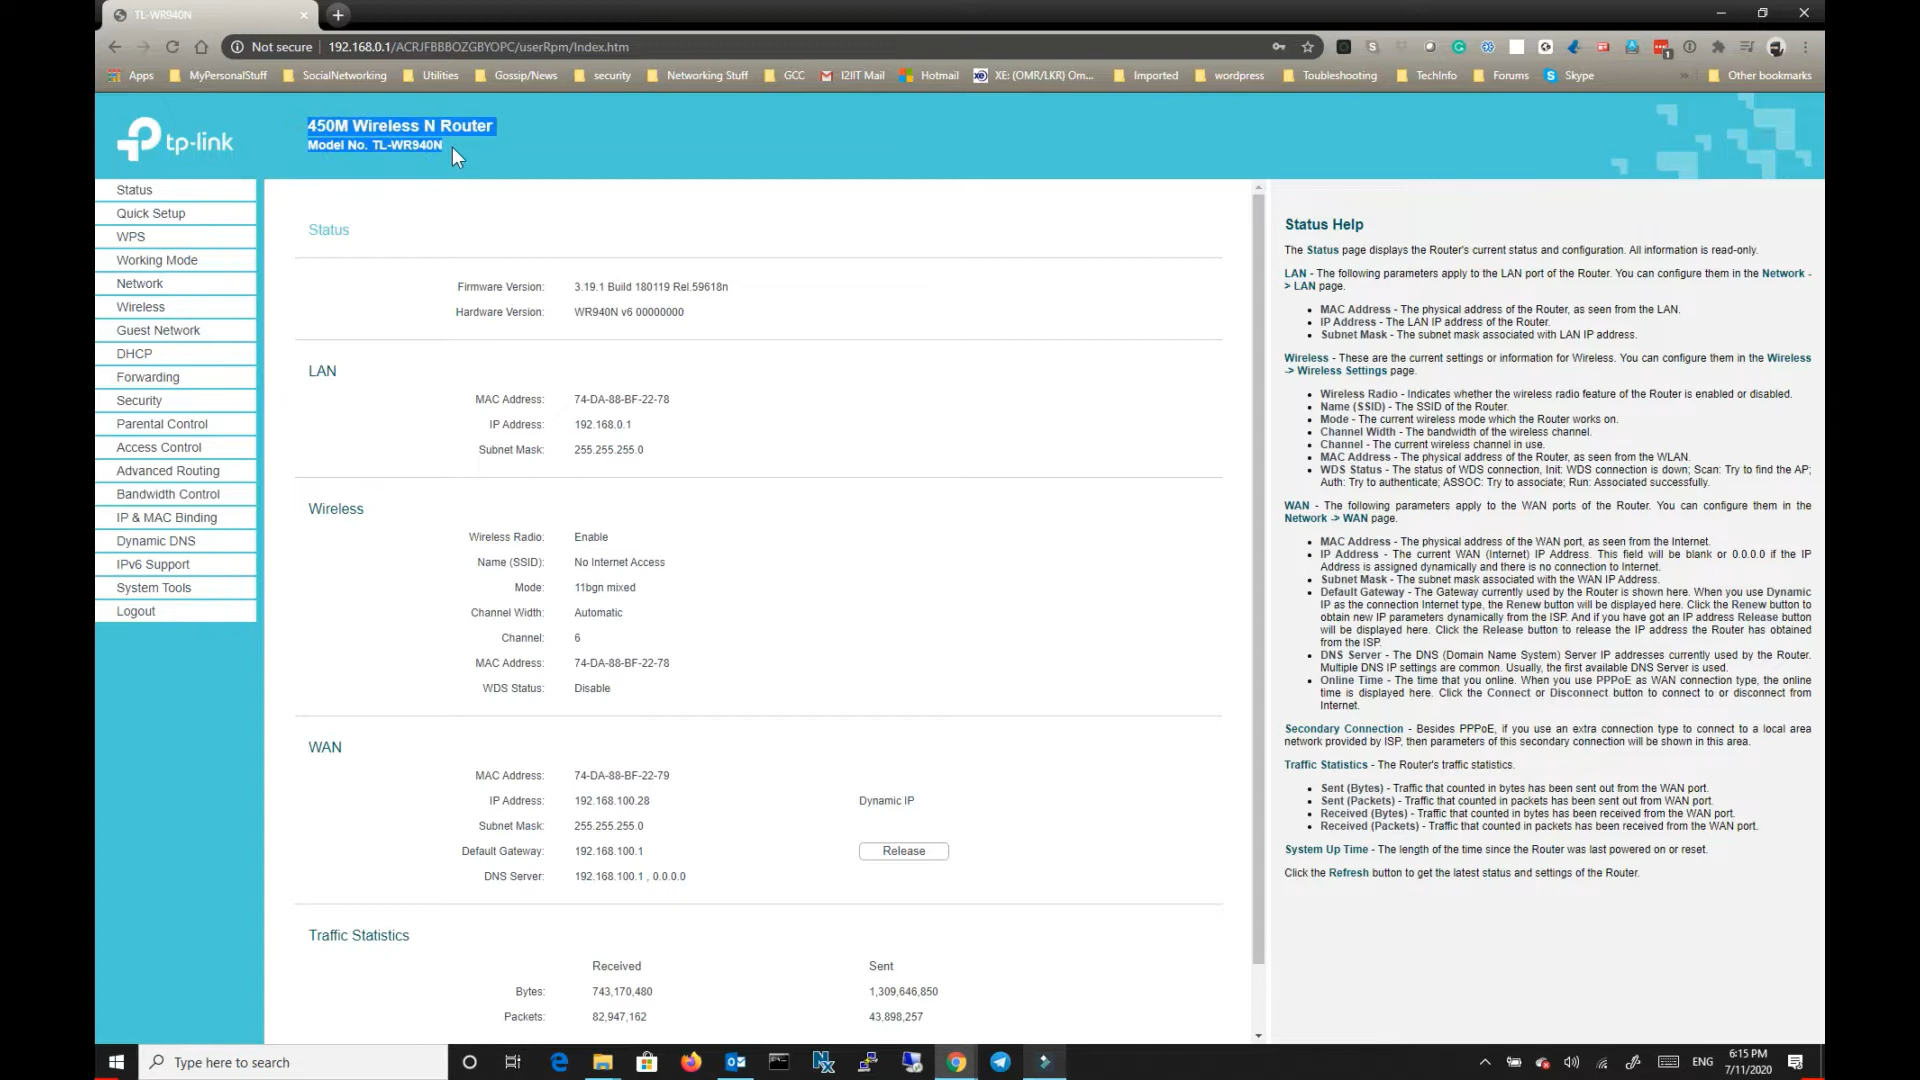 TL-WR940N
Not secure 192.168.0.1/ACRJFBBBOZGBYOPC/userRpm/Index.htm
Apps MyPersonalStuff SocialNetworking Utilities Gossip/News security Networking Stuff GCC I2IIT Mail Hotmail XE: (OMR/LKR) Om... Imported wordpress Toubleshooting TechInfo Forums Skype » Other bookmarks
tp-link
450M Wireless N Router
Model No. TL-WR940N
Status
Quick Setup
WPS
Working Mode
Network
Wireless
Guest Network
DHCP
Forwarding
Security
Parental Control
Access Control
Advanced Routing
Bandwidth Control
IP & MAC Binding
Dynamic DNS
IPv6 Support
System Tools
Logout
Status
Firmware Version: 3.19.1 Build 180119 Rel.59618n
Hardware Version: WR940N v6 00000000
LAN
MAC Address: 74-DA-88-BF-22-78
IP Address: 192.168.0.1
Subnet Mask: 255.255.255.0
Wireless
Wireless Radio: Enable
Name (SSID): No Internet Access
Mode: 11bgn mixed
Channel Width: Automatic
Channel: 6
MAC Address: 74-DA-88-BF-22-78
WDS Status: Disable
WAN
MAC Address: 74-DA-88-BF-22-79
IP Address: 192.168.100.28 Dynamic IP
Subnet Mask: 255.255.255.0
Default Gateway: 192.168.100.1 Release
DNS Server: 192.168.100.1 , 0.0.0.0
Traffic Statistics
Received Sent
Bytes: 743,170,480 1,309,646,850
Packets: 82,947,162 43,898,257
Status Help
The Status page displays the Router's current status and configuration. All information is read-only.
LAN - The following parameters apply to the LAN port of the Router. You can configure them in the Network -
> LAN page.
• MAC Address - The physical address of the Router, as seen from the LAN.
• IP Address - The LAN IP address of the Router.
• Subnet Mask - The subnet mask associated with LAN IP address.
Wireless - These are the current settings or information for Wireless. You can configure them in the Wireless
-> Wireless Settings page.
• Wireless Radio - Indicates whether the wireless radio feature of the Router is enabled or disabled.
• Name (SSID) - The SSID of the Router.
• Mode - The current wireless mode which the Router works on.
• Channel Width - The bandwidth of the wireless channel.
• Channel - The current wireless channel in use.
• MAC Address - The physical address of the Router, as seen from the WLAN.
• WDS Status - The status of WDS connection, Init: WDS connection is down; Scan: Try to find the AP;
Auth: Try to authenticate; ASSOC: Try to associate; Run: Associated successfully.
WAN - The following parameters apply to the WAN ports of the Router. You can configure them in the
Network -> WAN page.
• MAC Address - The physical address of the WAN port, as seen from the Internet.
• IP Address - The current WAN (Internet) IP Address. This field will be blank or 0.0.0.0 if the IP
Address is assigned dynamically and there is no connection to Internet.
• Subnet Mask - The subnet mask associated with the WAN IP Address.
• Default Gateway - The Gateway currently used by the Router is shown here. When you use Dynamic
IP as the connection Internet type, the Renew button will be displayed here. Click the Renew button to
obtain new IP parameters dynamically from the ISP. And if you have got an IP address Release button
will be displayed here. Click the Release button to release the IP address the Router has obtained
from the ISP.
• DNS Server - The DNS (Domain Name System) Server IP addresses currently used by the Router.
Multiple DNS IP settings are common. Usually, the first available DNS Server is used.
• Online Time - The time that you online. When you use PPPoE as WAN connection type, the online
time is displayed here. Click the Connect or Disconnect button to connect to or disconnect from
Internet.
Secondary Connection - Besides PPPoE, if you use an extra connection type to connect to a local area
network provided by ISP, then parameters of this secondary connection will be shown in this area.
Traffic Statistics - The Router's traffic statistics.
• Sent (Bytes) - Traffic that counted in bytes has been sent out from the WAN port.
• Sent (Packets) - Traffic that counted in packets has been sent out from WAN port.
• Received (Bytes) - Traffic that counted in bytes has been received from the WAN port.
• Received (Packets) - Traffic that counted in packets has been received from the WAN port.
System Up Time - The length of the time since the Router was last powered on or reset.
Click the Refresh button to get the latest status and settings of the Router.
Type here to search
ENG
6:15 PM
7/11/2020